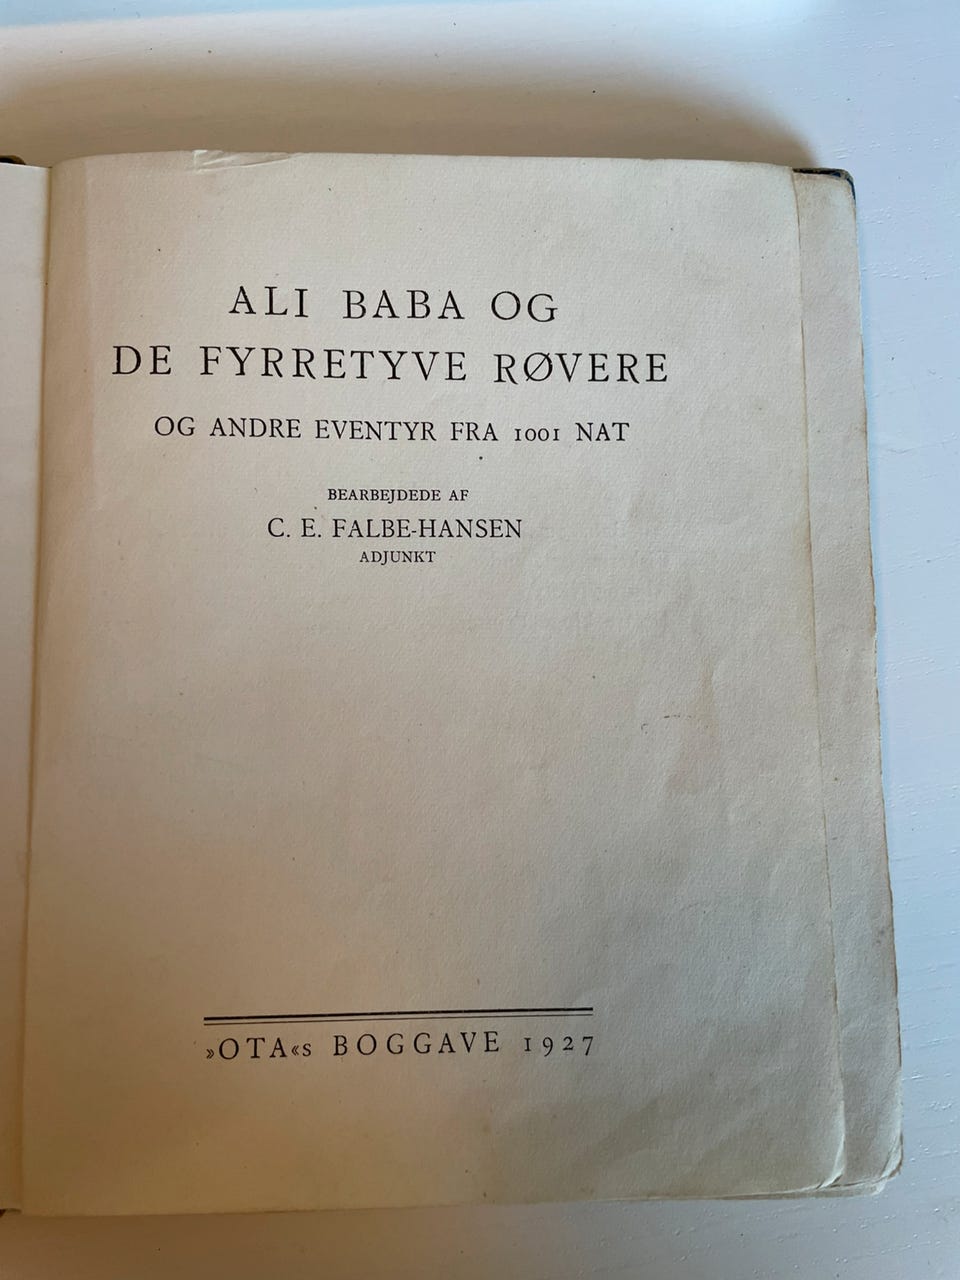 ALI BABA OG
DE FYRRETYVE RØVERE
OG ANDRE EVENTYR FRA 1001 NAT
BEARBEJDEDE AF
C. E. FALBE-HANSEN
ADJUNKT
»OTA«s BOGGAVE 1927